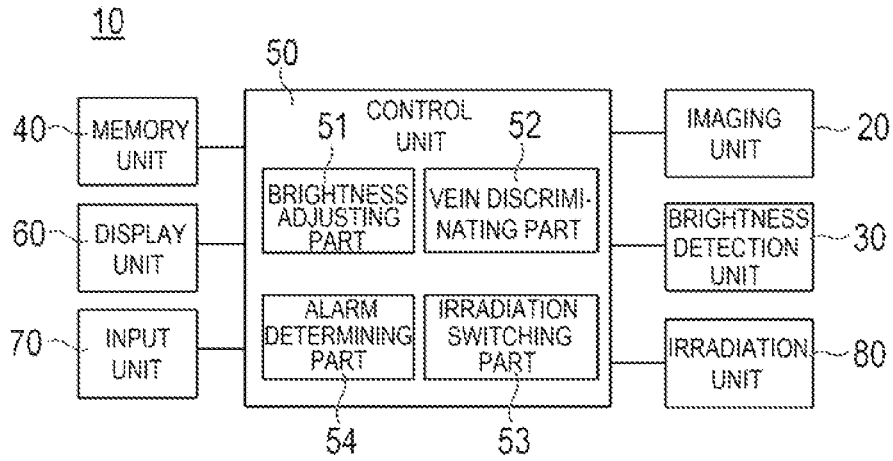 10
50
40
MEMORY
UNIT
CONTROL
UNIT
51
52
IMAGING
UNIT
20
BRIGHTNESS
ADJUSTING
PART
VEIN DISCRIMI-
NATING PART
60
DISPLAY
UNIT
BRIGHTNESS
DETECTION
UNIT
30
70
INPUT
UNIT
ALARM
DETERMINING
PART
IRRADIATION
SWITCHING
PART
IRRADIATION
UNIT
80
54
53